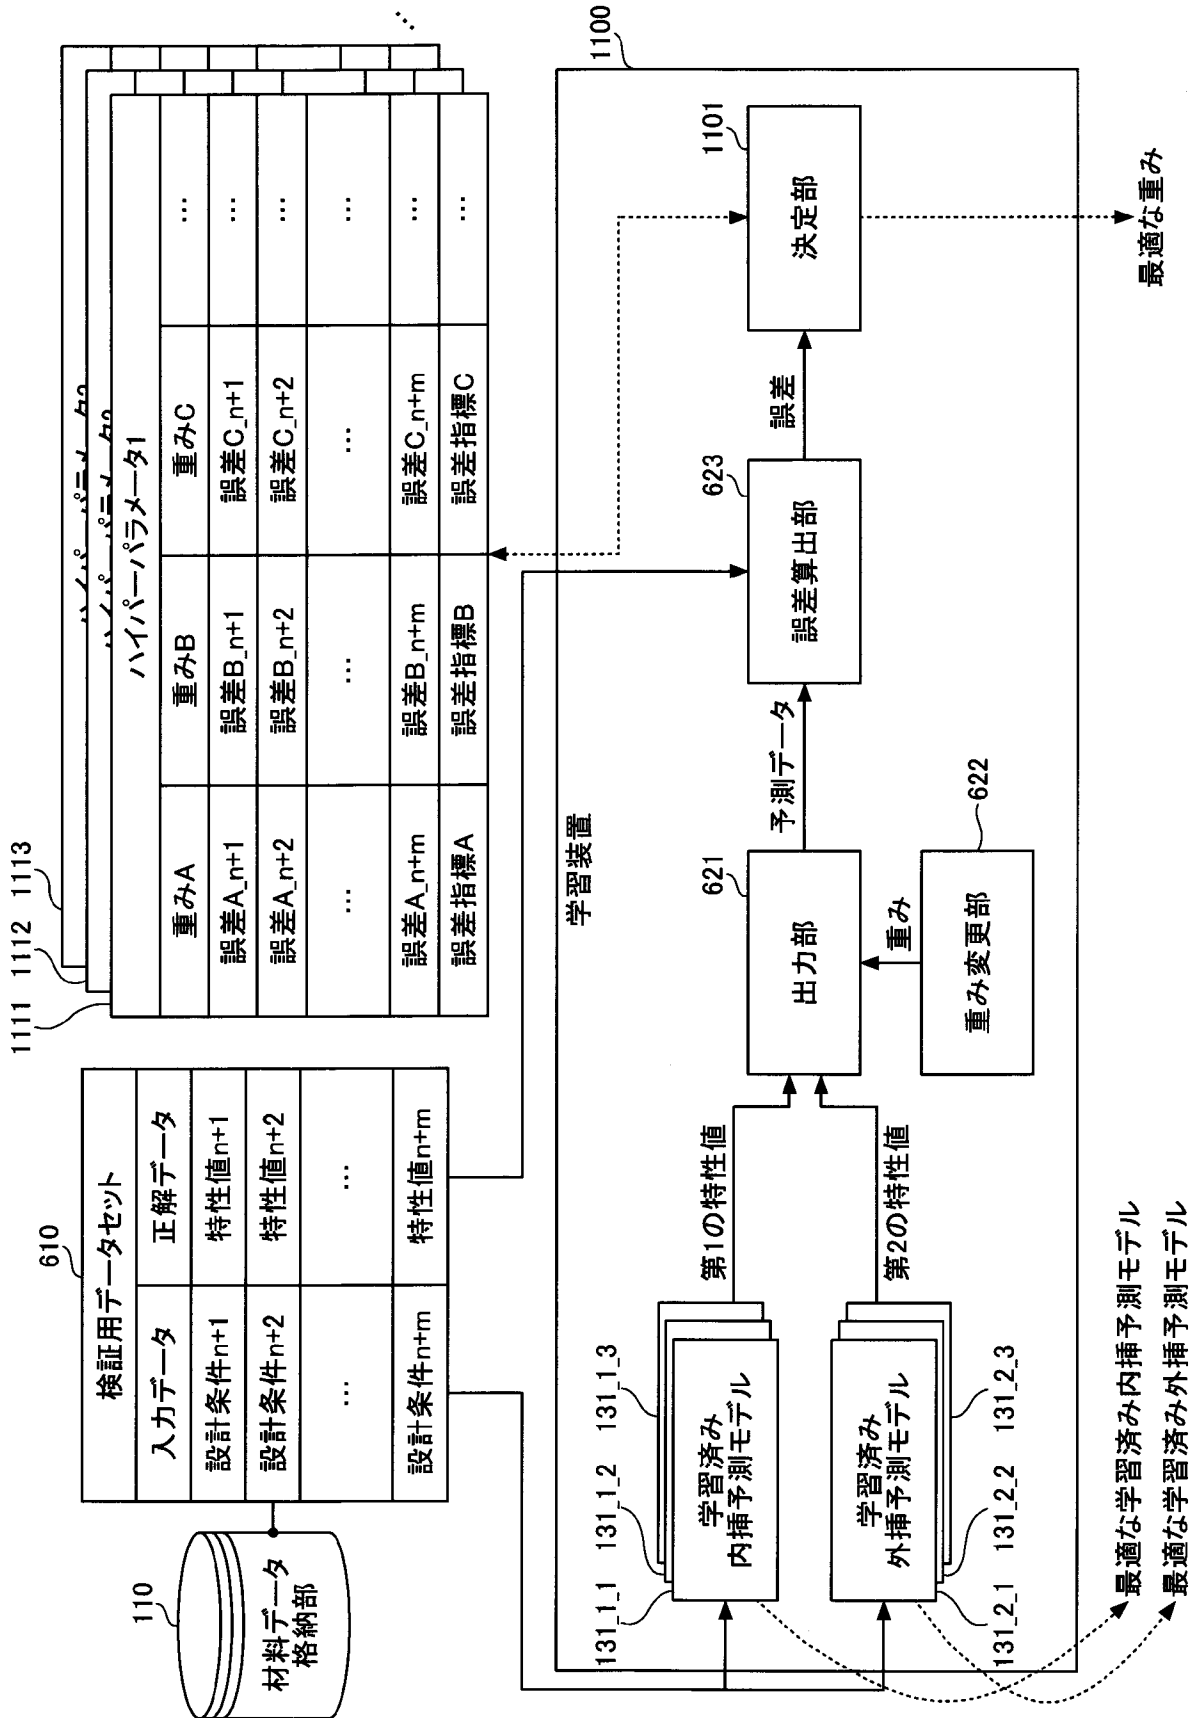 110
材料データ
格納部
610
検証用データセット
入力データ
正解データ
設計条件n+1
特性値n+1
設計条件n+2
特性値n+2
…
…
設計条件n+m
特性値n+m
1111
1112
1113
ハイパーパラメータ1
重みA
重みB
重みC
…
誤差A_n+1
誤差B_n+1
誤差C_n+1
…
誤差A_n+2
誤差B_n+2
誤差C_n+2
…
…
…
…
…
誤差A_n+m
誤差B_n+m
誤差C_n+m
…
誤差指標A
誤差指標B
誤差指標C
…
…
1100
学習装置
131_1_1
131_1_2
131_1_3
学習済み
内挿予測モデル
第1の特性値
学習済み
外挿予測モデル
131_2_1
131_2_2
131_2_3
第2の特性値
621
出力部
重み
重み変更部
622
予測データ
623
誤差算出部
誤差
1101
決定部
最適な学習済み内挿予測モデル
最適な学習済み外挿予測モデル
最適な重み